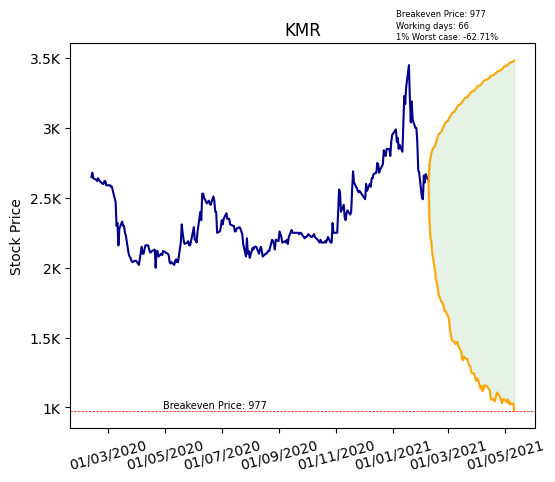 Breakeven Price: 977
Working days: 66
1% Worst case: -62.71%
KMR
Stock Price
3.5K
3K
2.5K
2K
1.5K
1K
Breakeven Price: 977
01/03/2020
01/05/2020
01/07/2020
01/09/2020
01/11/2020
01/01/2021
01/03/2021
01/05/2021